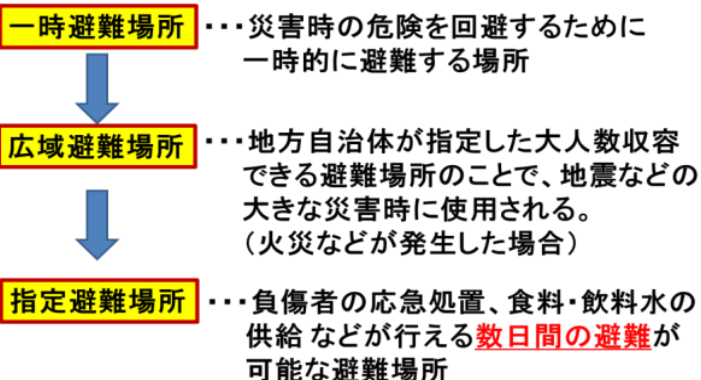 一時避難場所 ・・・災害時の危険を回避するために
一時的に避難する場所
広域避難場所 ・・・地方自治体が指定した大人数収容
できる避難場所のことで、地震などの
大きな災害時に使用される。
（火災などが発生した場合）
指定避難場所 ・・・負傷者の応急処置、食料・飲料水の
供給 などが行える数日間の避難が
可能な避難場所